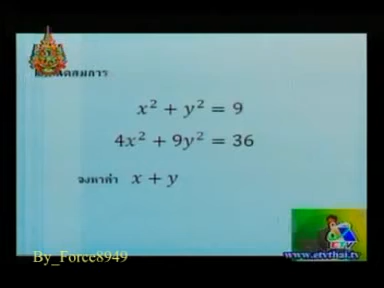 x² + y² = 9
4x² + 9y² = 36
จงหาค่า x + y
www.etvthai.tv
By_Force8949